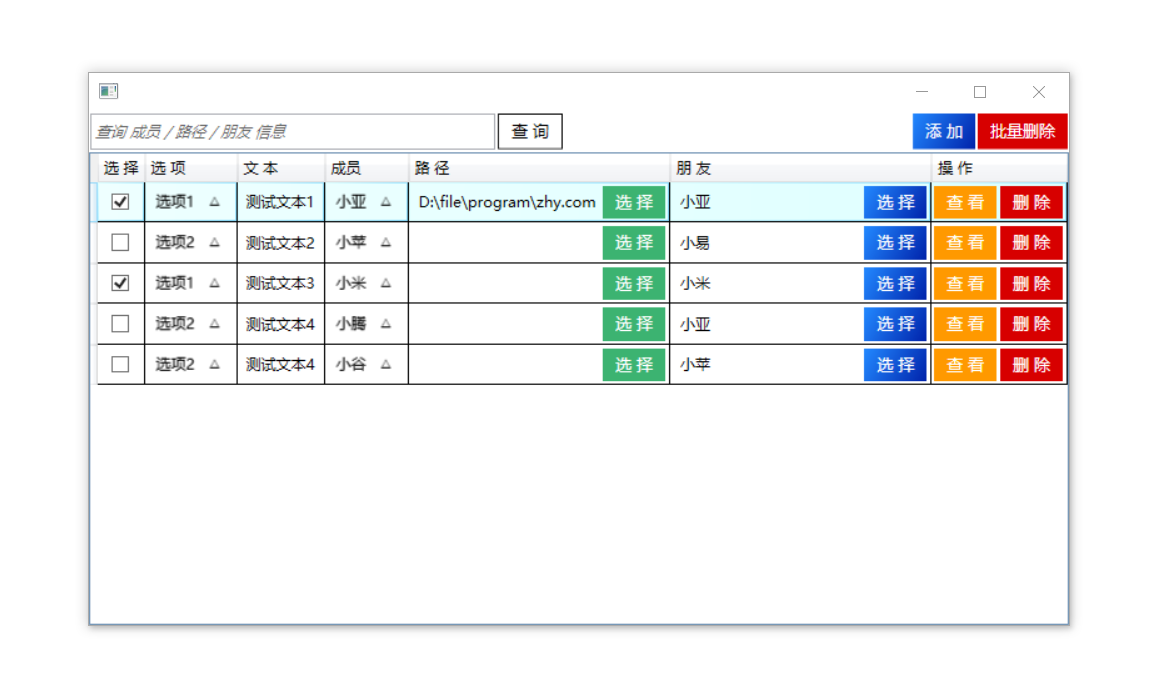 查询 成员 / 路径 / 朋友 信息 查 询 添 加 批量删除
选 择 选 项 文 本 成员 路 径 朋 友 操 作
选项1 △ 测试文本1 小亚 △ D:\file\program\zhy.com 选 择 小亚 选 择 查 看 删 除
选项2 △ 测试文本2 小苹 △ 选 择 小易 选 择 查 看 删 除
选项1 △ 测试文本3 小米 △ 选 择 小米 选 择 查 看 删 除
选项2 △ 测试文本4 小腾 △ 选 择 小亚 选 择 查 看 删 除
选项2 △ 测试文本4 小谷 △ 选 择 小苹 选 择 查 看 删 除